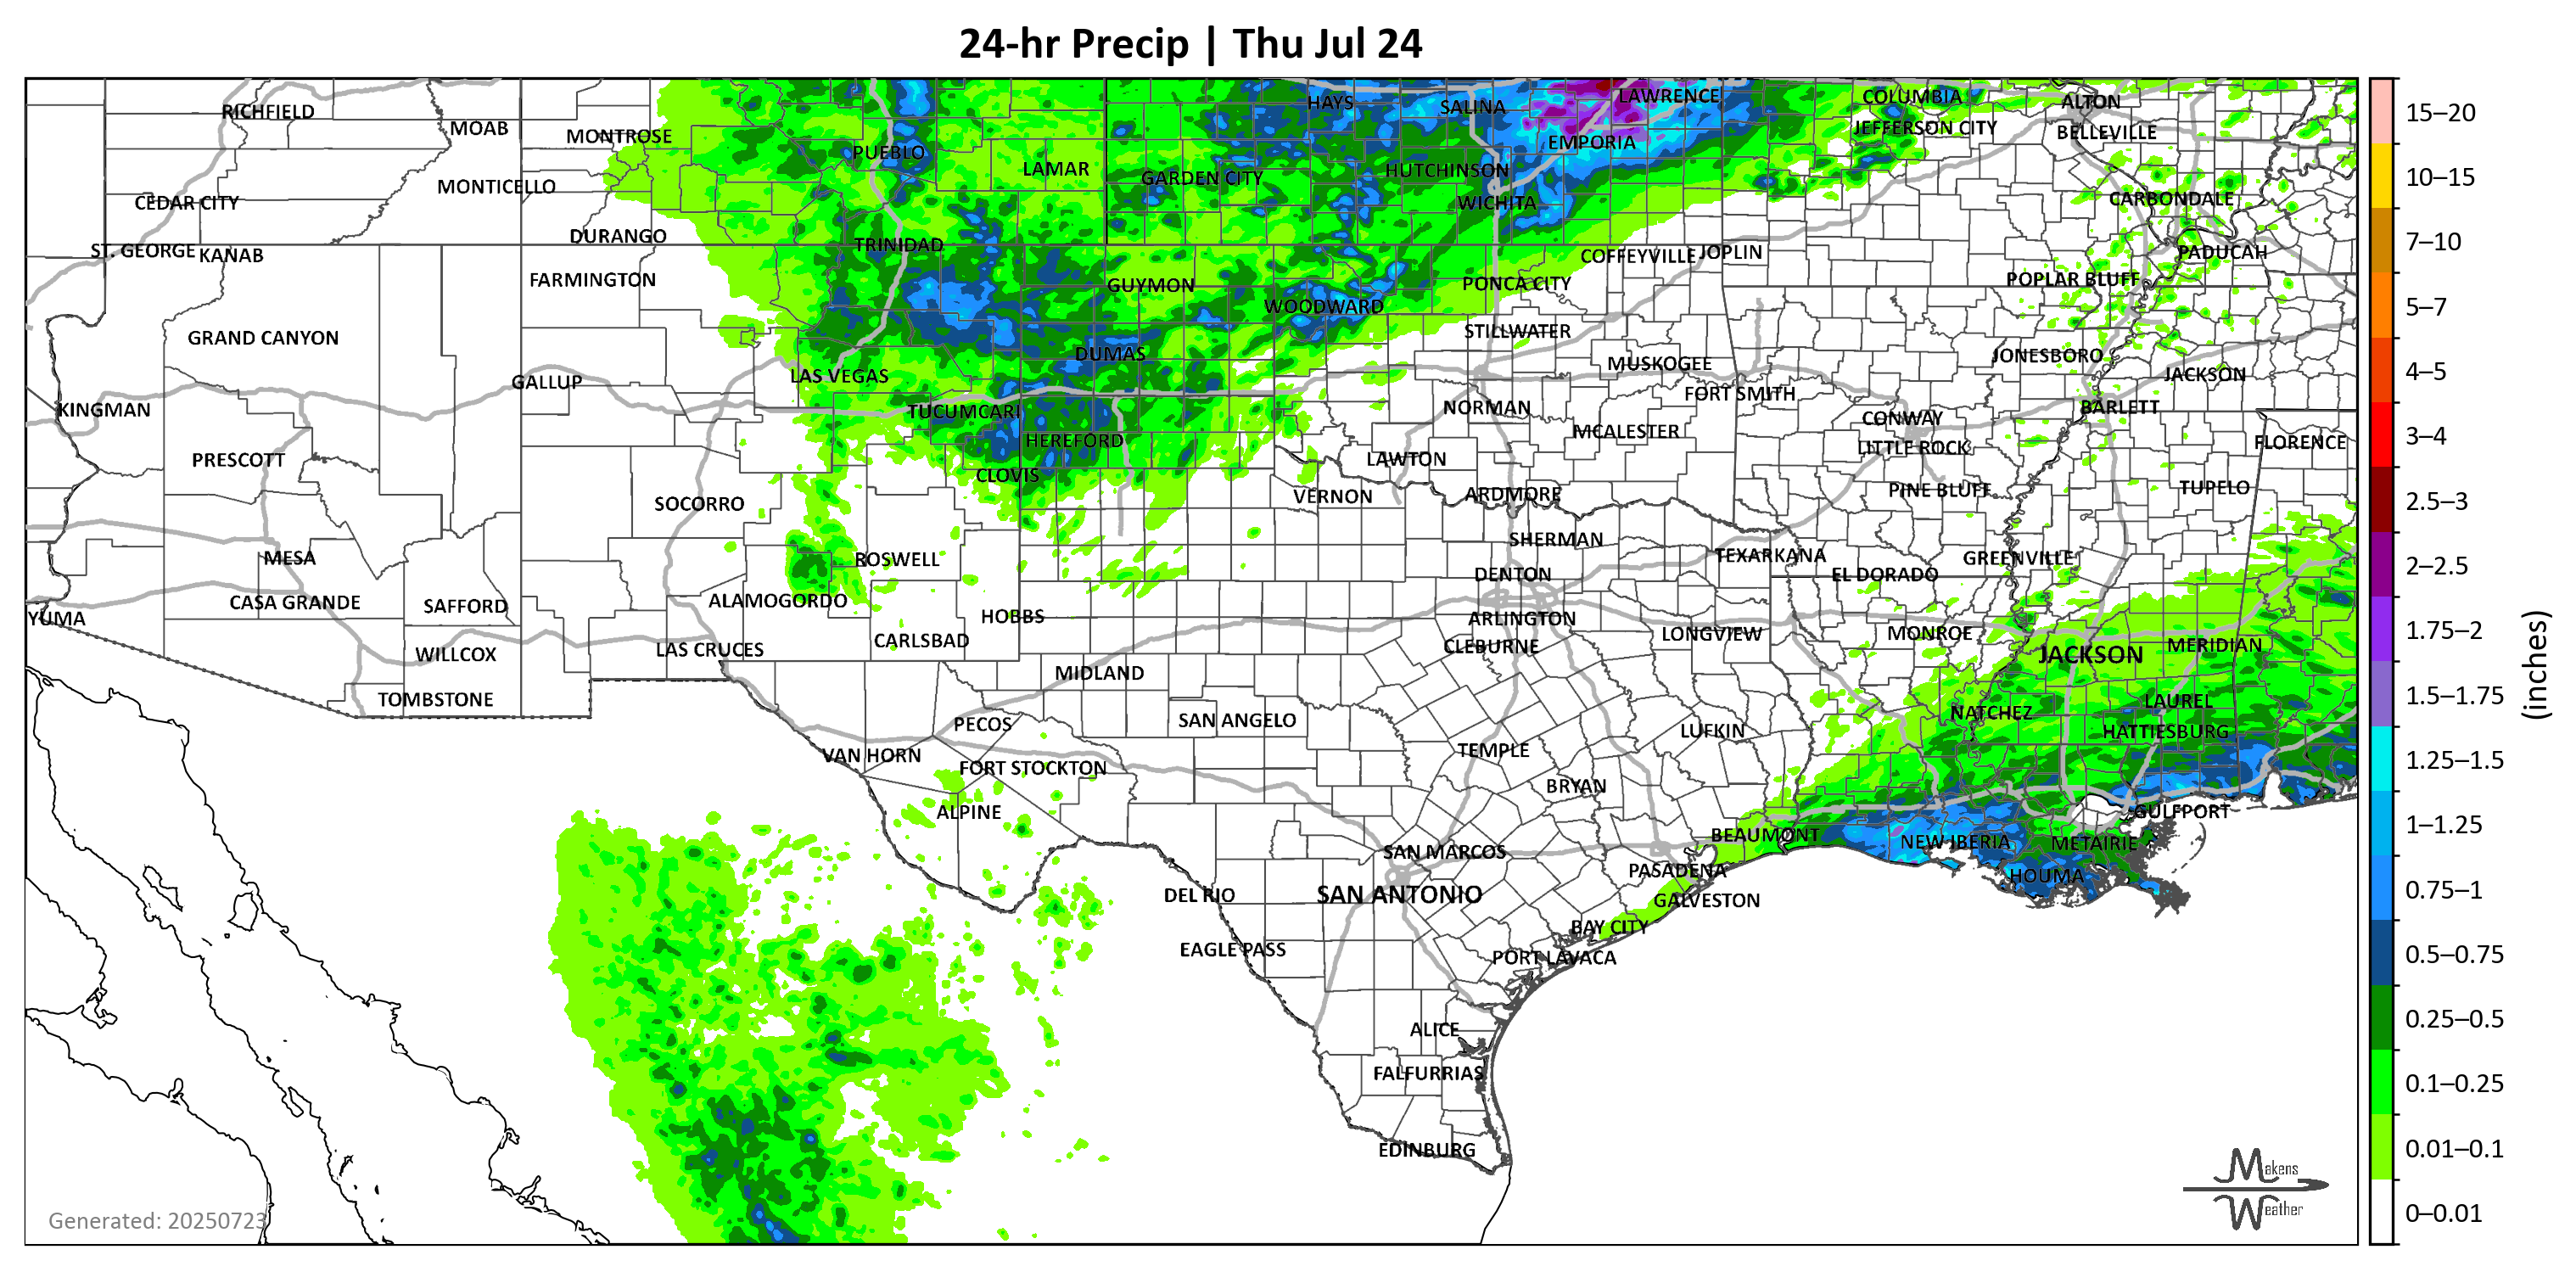 24-hr Precip | Thu Jul 24
RICHFIELD
MOAB
MONTROSE
PUEBLO
LAMAR
GARDEN CITY
HAYS
SALINA
LAWRENCE
EMPORIA
HUTCHINSON
WICHITA
COLUMBIA
JEFFERSON CITY
ALTON
BELLEVILLE
MONTICELLO
CEDAR CITY
CARBONDALE
ST. GEORGE
KANAB
DURANGO
TRINIDAD
COFFEYVILLE
JOPLIN
PADUCAH
FARMINGTON
GUYMON
WOODWARD
PONCA CITY
POPLAR BLUFF
GRAND CANYON
STILLWATER
DUMAS
MUSKOGEE
JONESBORO
JACKSON
GALLUP
LAS VEGAS
FORT SMITH
KINGMAN
TUCUMCARI
NORMAN
CONWAY
BARLETT
HEREFORD
MCALESTER
LITTLE ROCK
FLORENCE
PRESCOTT
CLOVIS
LAWTON
SOCORRO
VERNON
ARDMORE
PINE BLUFF
TUPELO
MESA
ROSWELL
SHERMAN
TEXARKANA
GREENVILLE
DENTON
EL DORADO
YUMA
CASA GRANDE
SAFFORD
ALAMOGORDO
HOBBS
ARLINGTON
CARLSBAD
CLEBURNE
LONGVIEW
MONROE
WILLCOX
LAS CRUCES
JACKSON
MERIDIAN
MIDLAND
TOMBSTONE
LAUREL
PECOS
SAN ANGELO
LUFKIN
NATCHEZ
HATTIESBURG
VAN HORN
FORT STOCKTON
TEMPLE
BRYAN
ALPINE
GULFPORT
BEAUMONT
NEW IBERIA
METAIRIE
SAN MARCOS
PASADENA
HOUMA
DEL RIO
SAN ANTONIO
GALVESTON
BAY CITY
EAGLE PASS
PORT LAVACA
ALICE
FALFURRIAS
EDINBURG
Generated: 20250723
Makens
Weather
15–20
10–15
7–10
5–7
4–5
3–4
2.5–3
2–2.5
1.75–2
1.5–1.75
1.25–1.5
1–1.25
0.75–1
0.5–0.75
0.25–0.5
0.1–0.25
0.01–0.1
0–0.01
(inches)